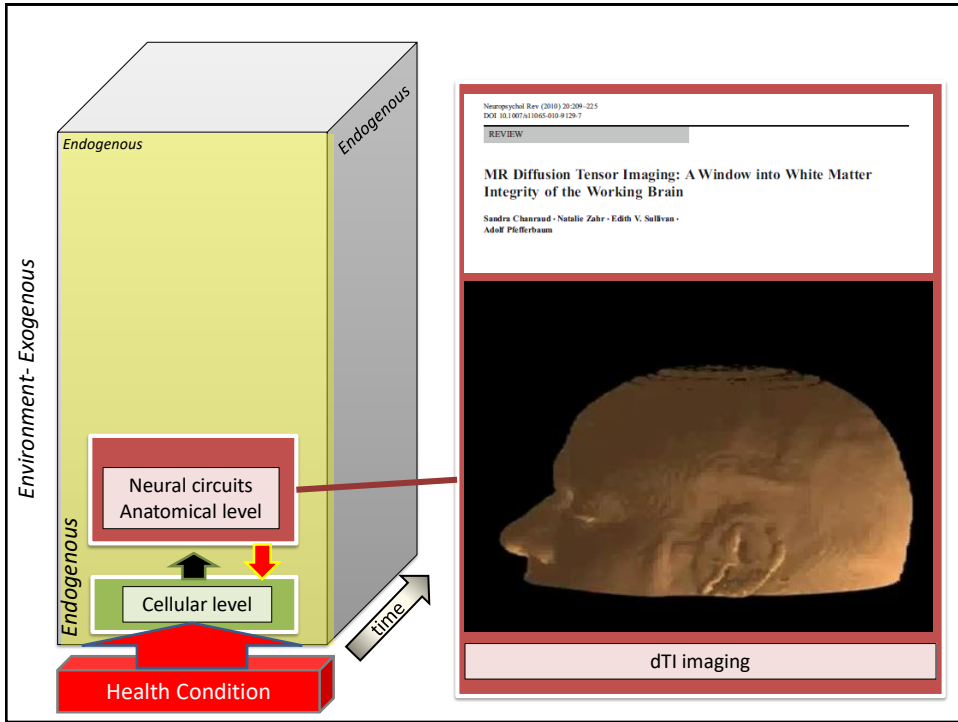 Environment- Exogenous
Endogenous
Endogenous
Endogenous
Neural circuits
Anatomical level
Cellular level
time
Health Condition
Neuropsychol Rev (2010) 20:209–225
DOI 10.1007/s11065-010-9129-7
REVIEW
MR Diffusion Tensor Imaging: A Window into White Matter
Integrity of the Working Brain
Sandra Chanraud · Natalie Zahr · Edith V. Sullivan ·
Adolf Pfefferbaum
dTI imaging